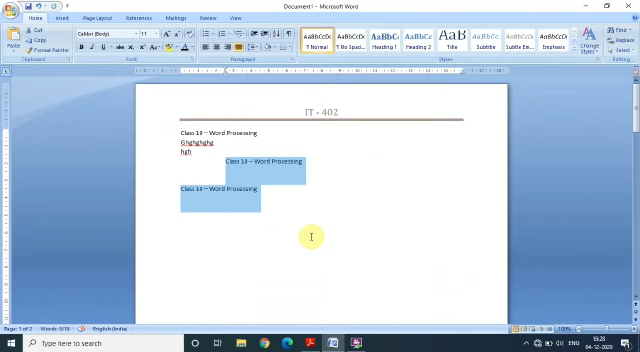 Document1 - Microsoft Word
Home
Insert
Page Layout
References
Mailings
Review
View
Paste
Cut
Copy
Format Painter
Clipboard
Calibri (Body)
11
Font
Paragraph
AaBbCcDc
¶ Normal
AaBbCcDc
¶ No Spaci...
AaBbC
Heading 1
AaBbCc
Heading 2
AaB
Title
AaBbCc.
Subtitle
AaBbCcDc
Subtle Em...
AaBbCcDc
Emphasis
Change
Styles
Styles
Find
Replace
Select
Editing
IT - 402
Class 13 – Word Processing
Ghghghghg
hgh
Class 13 – Word Processing
Class 13 – Word Processing
Page: 1 of 2
Words: 8/19
English (India)
100%
Type here to search
ENG
16:28
04-12-2020